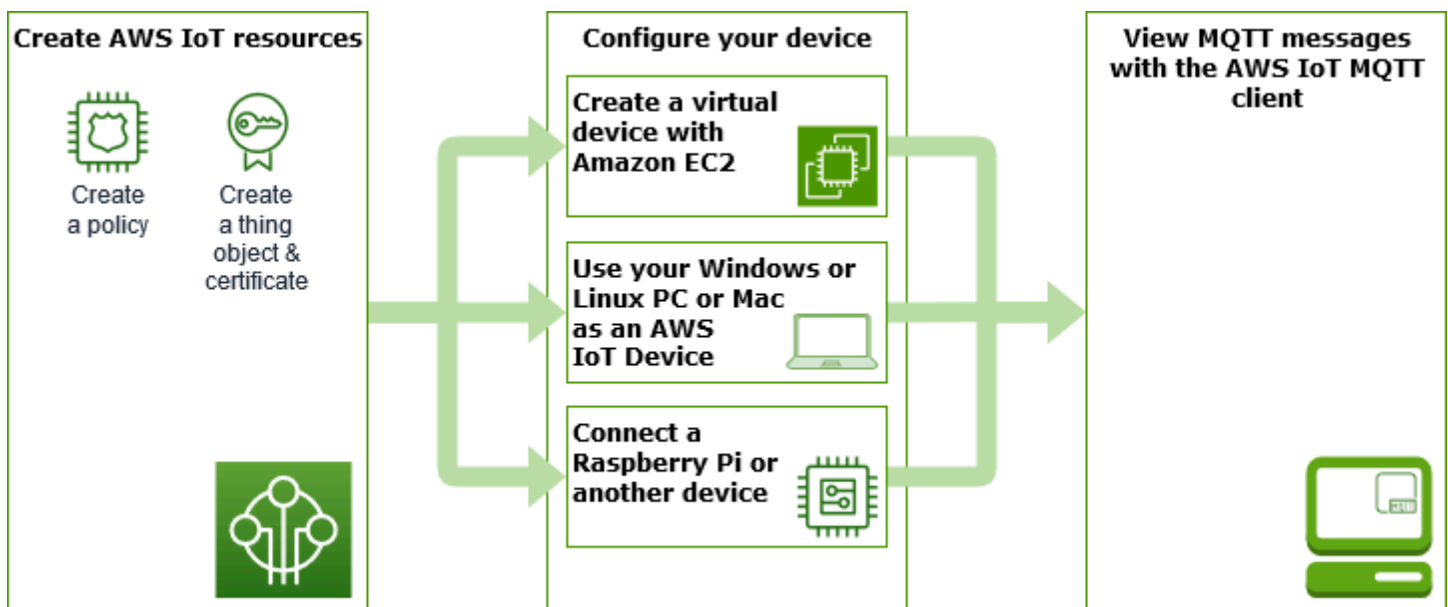 Create AWS IoT resources
Create
a policy
Create
a thing
object &
certificate
Configure your device
Create a virtual
device with
Amazon EC2
Use your Windows or
Linux PC or Mac
as an AWS
IoT Device
Connect a
Raspberry Pi or
another device
View MQTT messages
with the AWS IoT MQTT
client
MQTT